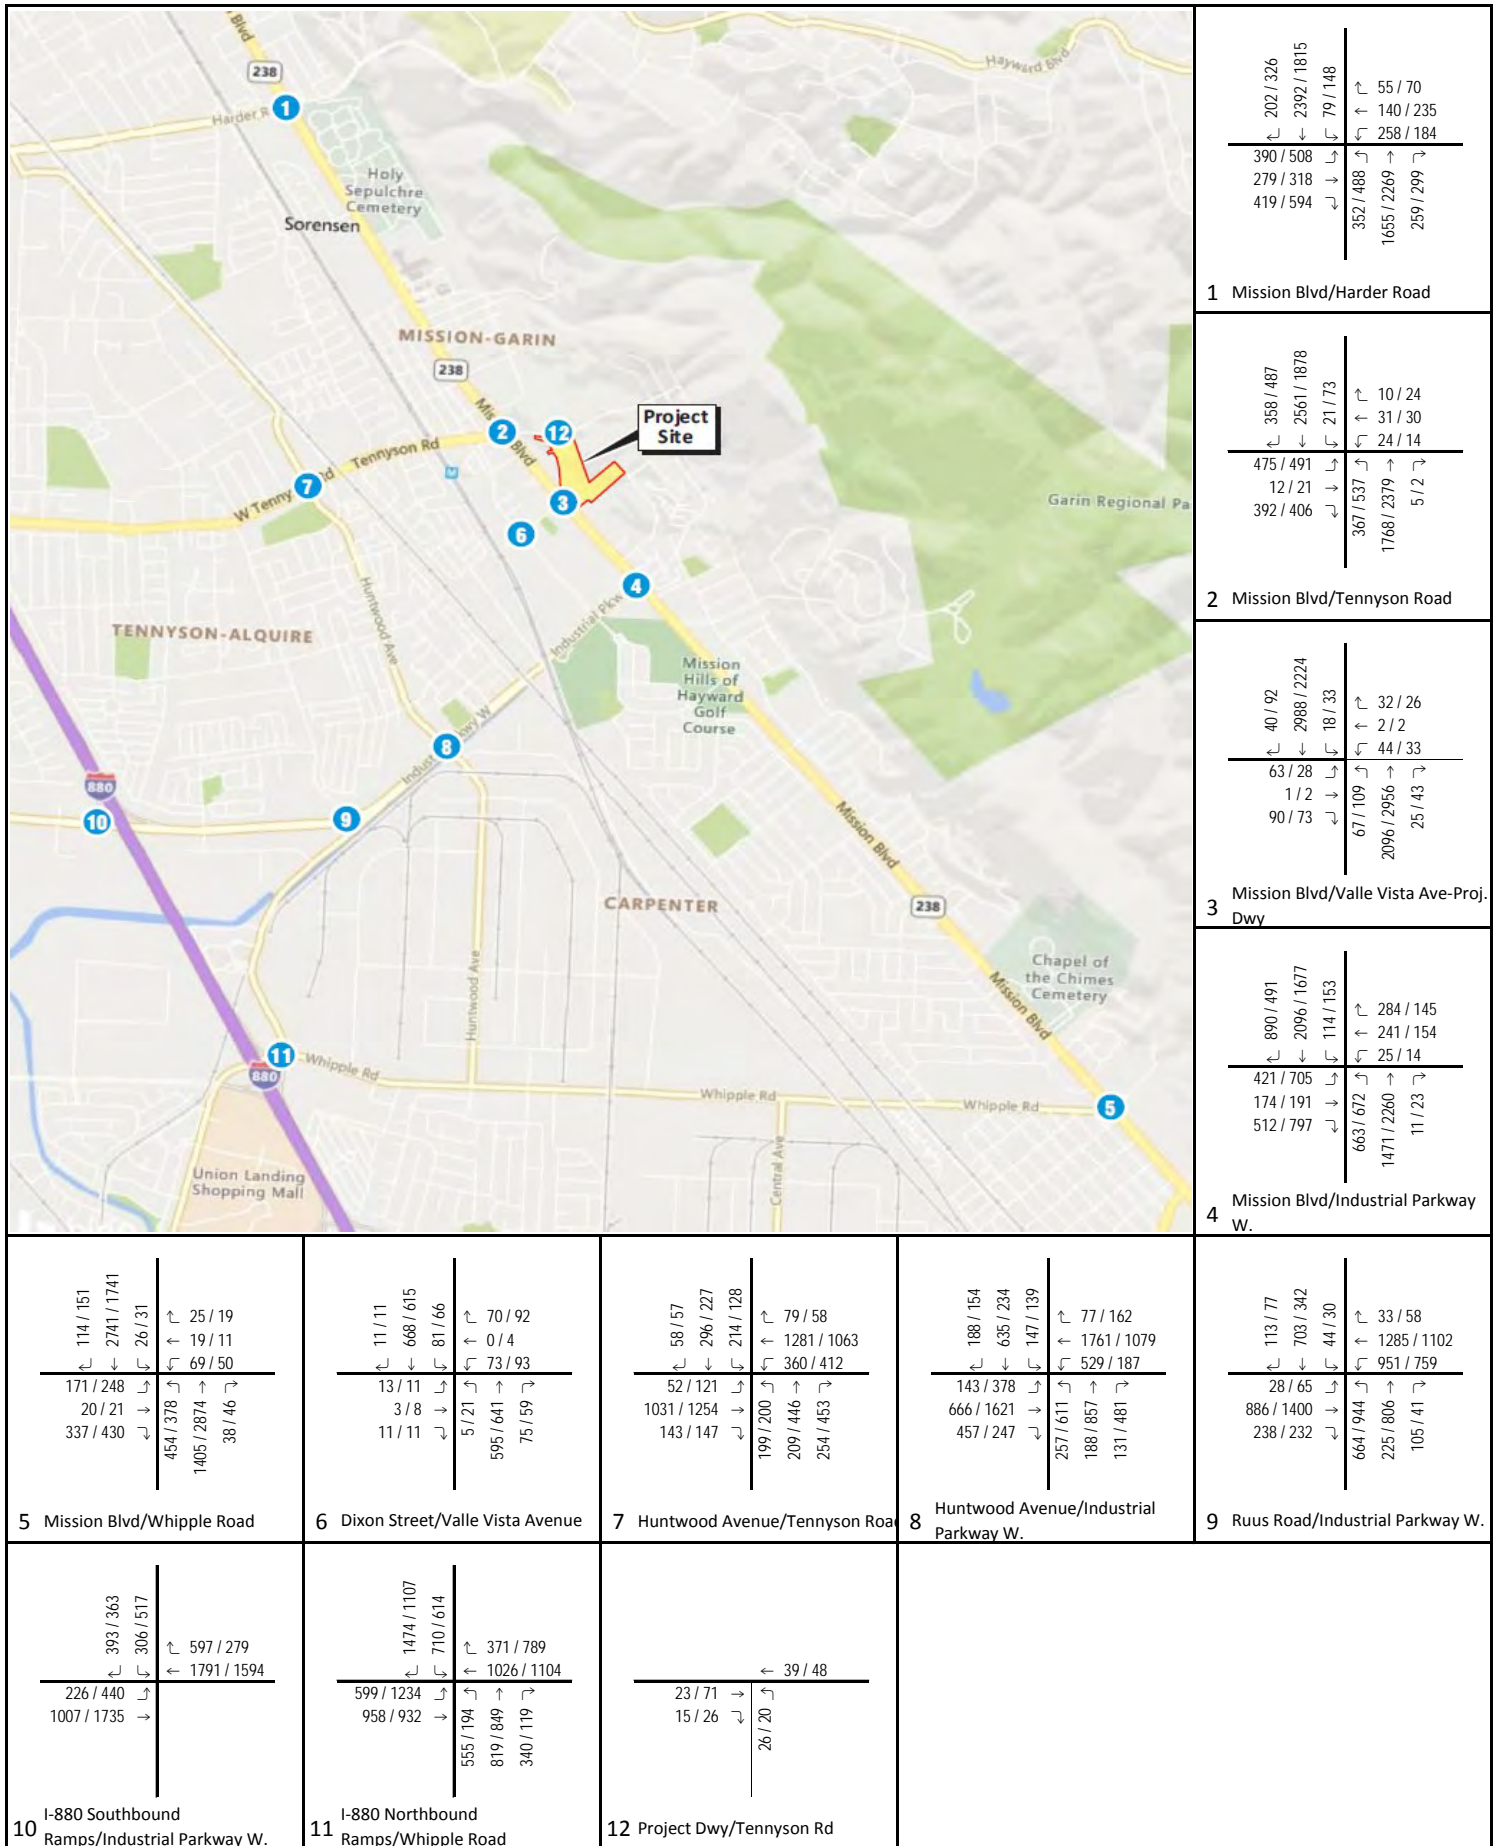 Blvd
238
1
Harder R
Hayward Blvd
Holy
Sepulchre
Cemetery
Sorensen
MISSION-GARIN
238
Mis
Blvd
2
12
Project
Site
Tennyson Rd
7
W Tenny
rd
3
6
Garin Regional Pa
4
Industrial Pkw
Huntwood Ave
TENNYSON-ALQUIRE
Mission
Hills of
Hayward
Golf
Course
8
Indust
kwy W
880
10
9
Mission Blvd
CARPENTER
238
Chapel of
the Chimes
Cemetery
Mission Blvd
Huntwood Ave
11
880
Whipple Rd
Whipple Rd
Whipple Rd
5
Central Ave
Union Landing
Shopping Mall
202 / 326
2392 / 1815
79 / 148
55 / 70
140 / 235
258 / 184
390 / 508
279 / 318
419 / 594
352 / 488
1655 / 2269
259 / 299
1 Mission Blvd/Harder Road
358 / 487
2561 / 1878
21 / 73
10 / 24
31 / 30
24 / 14
475 / 491
12 / 21
392 / 406
367 / 537
1768 / 2379
5 / 2
2 Mission Blvd/Tennyson Road
40 / 92
2988 / 2224
18 / 33
32 / 26
2 / 2
44 / 33
63 / 28
1 / 2
90 / 73
67 / 109
2096 / 2956
25 / 43
3 Mission Blvd/Valle Vista Ave-Proj.
Dwy
890 / 491
2096 / 1677
114 / 153
284 / 145
241 / 154
25 / 14
421 / 705
174 / 191
512 / 797
663 / 672
1471 / 2260
11 / 23
4 Mission Blvd/Industrial Parkway
W.
114 / 151
2741 / 1741
26 / 31
25 / 19
19 / 11
69 / 50
171 / 248
20 / 21
337 / 430
454 / 378
1405 / 2874
38 / 46
5 Mission Blvd/Whipple Road
11 / 11
668 / 615
81 / 66
70 / 92
0 / 4
73 / 93
13 / 11
3 / 8
11 / 11
5 / 21
595 / 641
75 / 59
6 Dixon Street/Valle Vista Avenue
58 / 57
296 / 227
214 / 128
79 / 58
1281 / 1063
360 / 412
52 / 121
1031 / 1254
143 / 147
199 / 200
209 / 446
254 / 453
7 Huntwood Avenue/Tennyson Road
188 / 154
635 / 234
147 / 139
77 / 162
1761 / 1079
529 / 187
143 / 378
666 / 1621
457 / 247
257 / 611
188 / 857
131 / 481
8 Huntwood Avenue/Industrial
Parkway W.
113 / 77
703 / 342
44 / 30
33 / 58
1285 / 1102
951 / 759
28 / 65
886 / 1400
238 / 232
664 / 944
225 / 806
105 / 41
9 Ruus Road/Industrial Parkway W.
393 / 363
306 / 517
597 / 279
1791 / 1594
226 / 440
1007 / 1735
10 I-880 Southbound
Ramps/Industrial Parkway W.
1474 / 1107
710 / 614
371 / 789
1026 / 1104
599 / 1234
958 / 932
555 / 194
819 / 849
340 / 119
11 I-880 Northbound
Ramps/Whipple Road
39 / 48
23 / 71
15 / 26
26 / 20
12 Project Dwy/Tennyson Rd